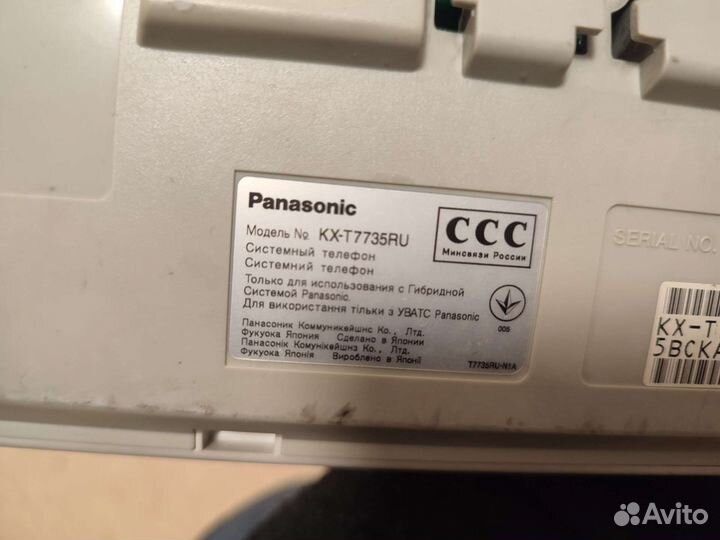 Panasonic
Модель № KX-T7735RU
Системный телефон
Системний телефон
Только для использования с Гибридной
Системой Panasonic.
Для використання тільки з УВАТС Panasonic
Панасоник Коммуникейшнс Ко., Лтд.
Фукуока Япония Сделано в Японии
Панасонік Комунікейшнз Ко., Лтд.
Фукуока Японія Вироблено в Японії
CCC
Минсвязи России
005
T7735RU-N1A
SERIAL NO.
KX-T
5BCKA
Avito